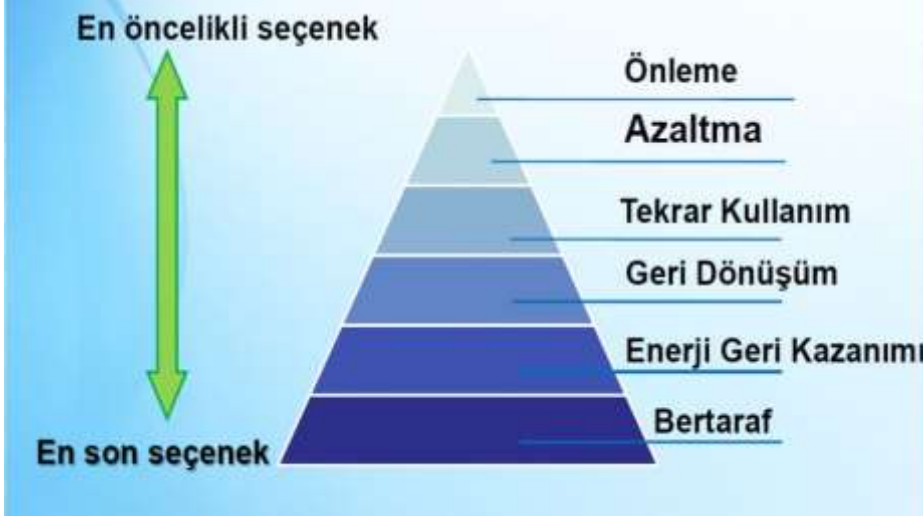 En öncelikli seçenek
Önleme
Azaltma
Tekrar Kullanım
Geri Dönüşüm
Enerji Geri Kazanımı
Bertaraf
En son seçenek